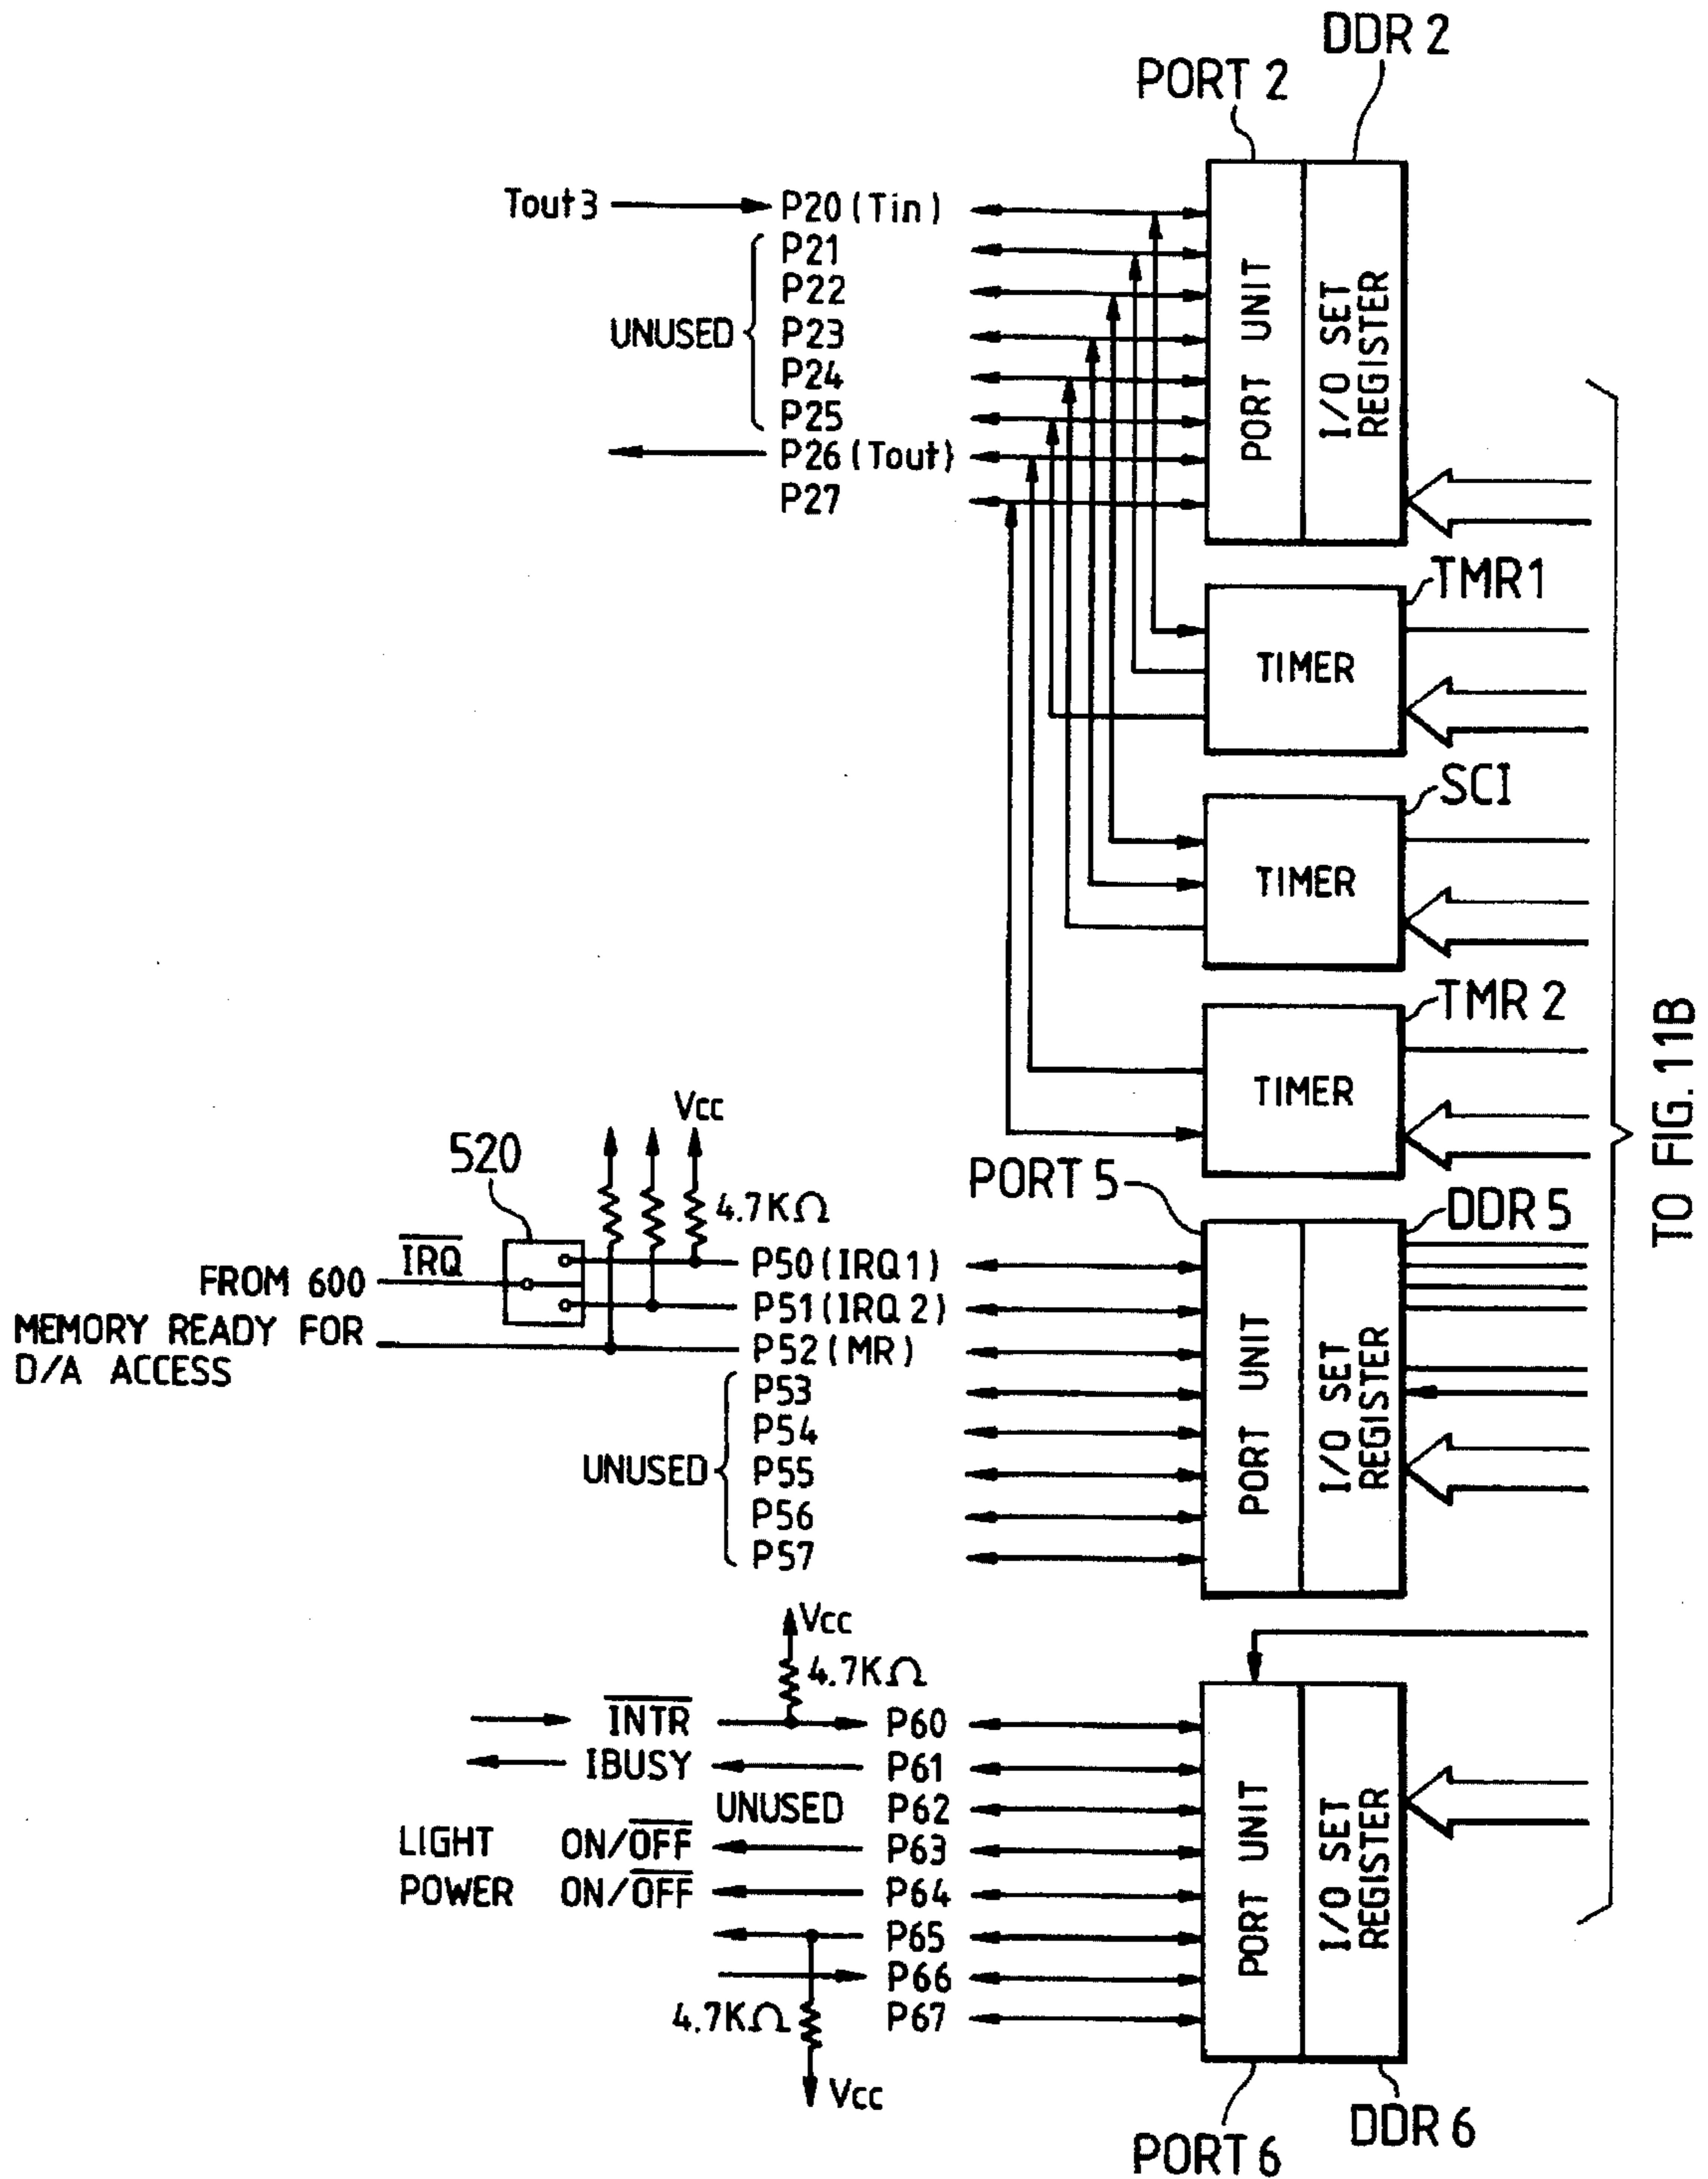 DDR 2
PORT 2
Tout3
P20 (Tin)
P21
P22
UNUSED
P23
P24
P25
P26 (Tout)
P27
PORT UNIT
I/O SET
REGISTER
TMR1
TIMER
SCI
TIMER
TMR 2
TIMER
Vcc
520
4.7KΩ
PORT 5
DDR 5
IRQ
FROM 600
MEMORY READY FOR
D/A ACCESS
P50 (IRQ 1)
P51 (IRQ 2)
P52 (MR)
P53
P54
UNUSED
P55
P56
P57
PORT UNIT
I/O SET
REGISTER
TO FIG. 11B
Vcc
4.7KΩ
INTR P60
IBUSY P61
UNUSED P62
LIGHT ON/OFF P63
POWER ON/OFF P64
P65
P66
4.7KΩ P67
Vcc
PORT UNIT
I/O SET
REGISTER
PORT 6
DDR 6